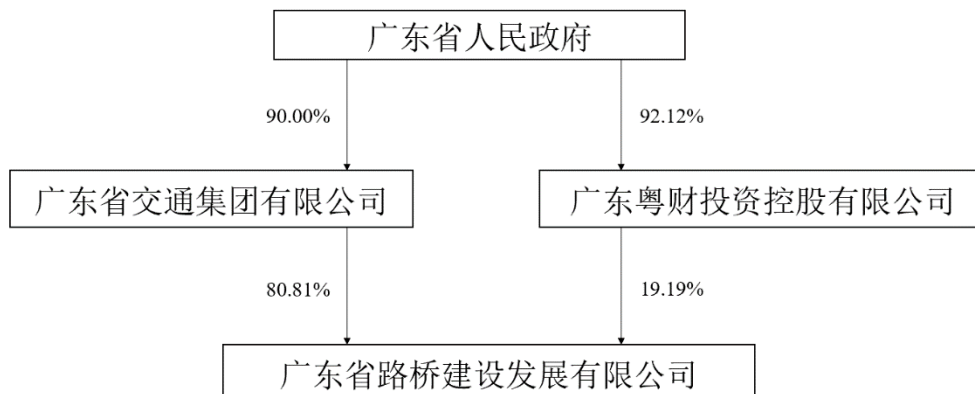 广东省人民政府
90.00%
92.12%
广东省交通集团有限公司
广东粤财投资控股有限公司
80.81%
19.19%
广东省路桥建设发展有限公司